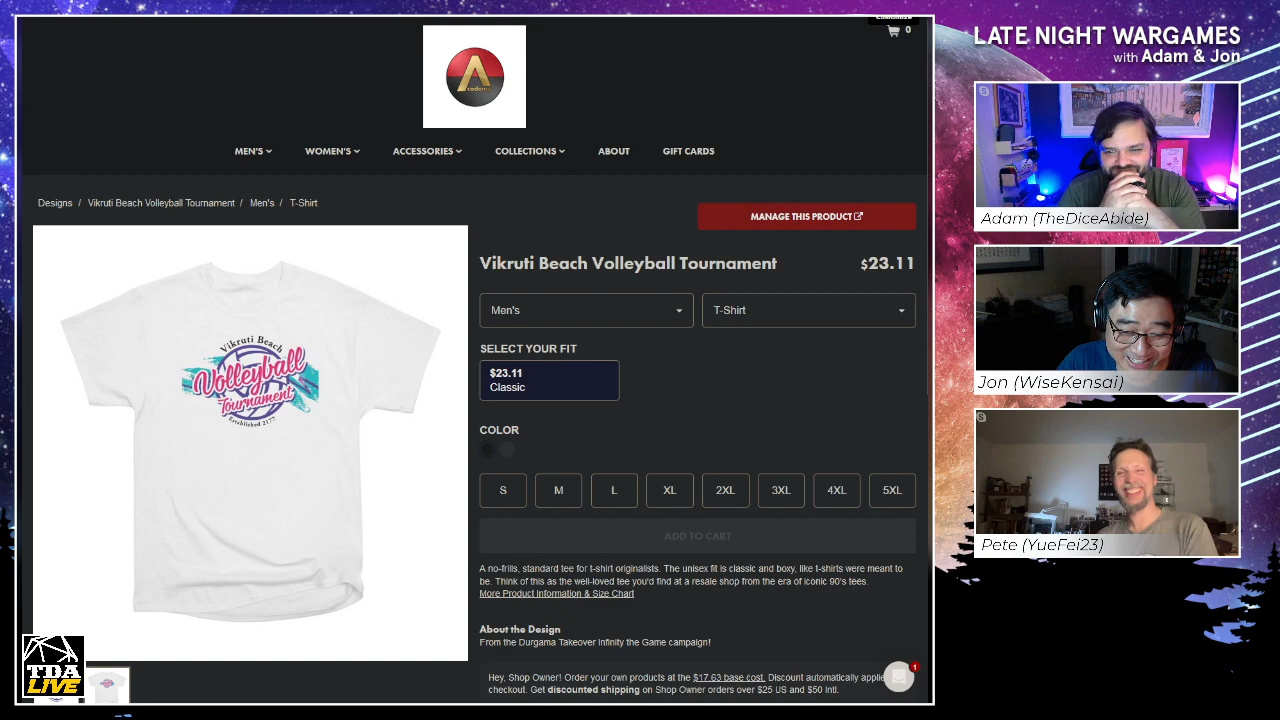 LATE NIGHT WARGAMES
with Adam & Jon
0
A
cademy
MEN'S
WOMEN'S
ACCESSORIES
COLLECTIONS
ABOUT
GIFT CARDS
Designs / Vikruti Beach Volleyball Tournament / Men's / T-Shirt
MANAGE THIS PRODUCT
Vikruti Beach Volleyball Tournament
$23.11
Men's
T-Shirt
SELECT YOUR FIT
$23.11
Classic
COLOR
S
M
L
XL
2XL
3XL
4XL
5XL
ADD TO CART
A no-frills, standard tee for t-shirt originalists. The unisex fit is classic and boxy, like t-shirts were meant to
be. Think of this as the well-loved tee you'd find at a resale shop from the era of iconic 90's tees.
More Product Information & Size Chart
About the Design
From the Durgama Takeover Infinity the Game campaign!
Hey, Shop Owner! Order your own products at the $17.63 base cost. Discount automatically applie
checkout. Get discounted shipping on Shop Owner orders over $25 US and $50 Intl.
1
Vikruti Beach
Volleyball
Tournament
Established 2177
TDA
LIVE
Adam (TheDiceAbide)
Jon (WiseKensai)
Pete (YueFei23)